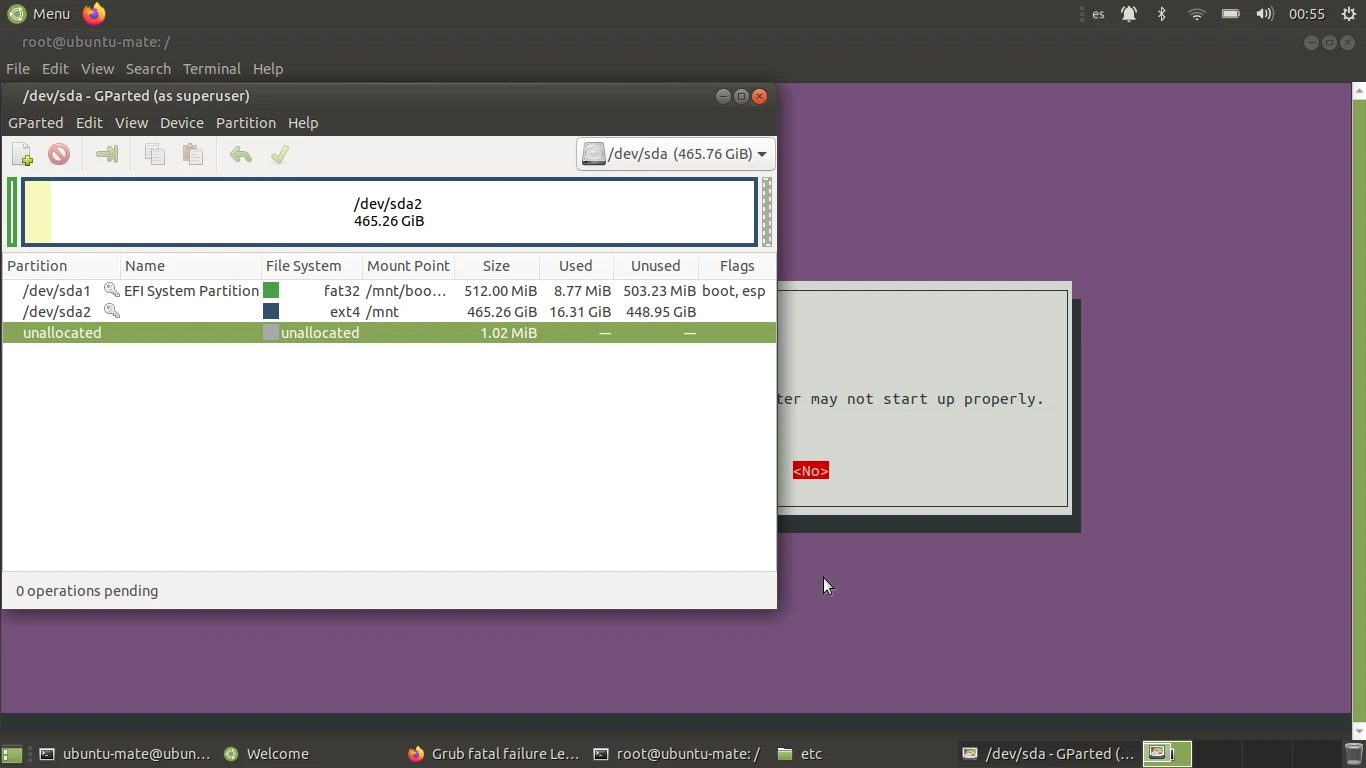 Menu es 00:55
root@ubuntu-mate: /
File Edit View Search Terminal Help
/dev/sda - GParted (as superuser)
GParted Edit View Device Partition Help
/dev/sda (465.76 GiB)
/dev/sda2
465.26 GiB
Partition Name File System Mount Point Size Used Unused Flags
/dev/sda1 EFI System Partition fat32 /mnt/boo... 512.00 MiB 8.77 MiB 503.23 MiB boot, esp
/dev/sda2 ext4 /mnt 465.26 GiB 16.31 GiB 448.95 GiB
unallocated unallocated 1.02 MiB --- ---
may not start up properly.
<No>
0 operations pending
ubuntu-mate@ubun... Welcome Grub fatal failure Le... root@ubuntu-mate: / etc /dev/sda - GParted (...